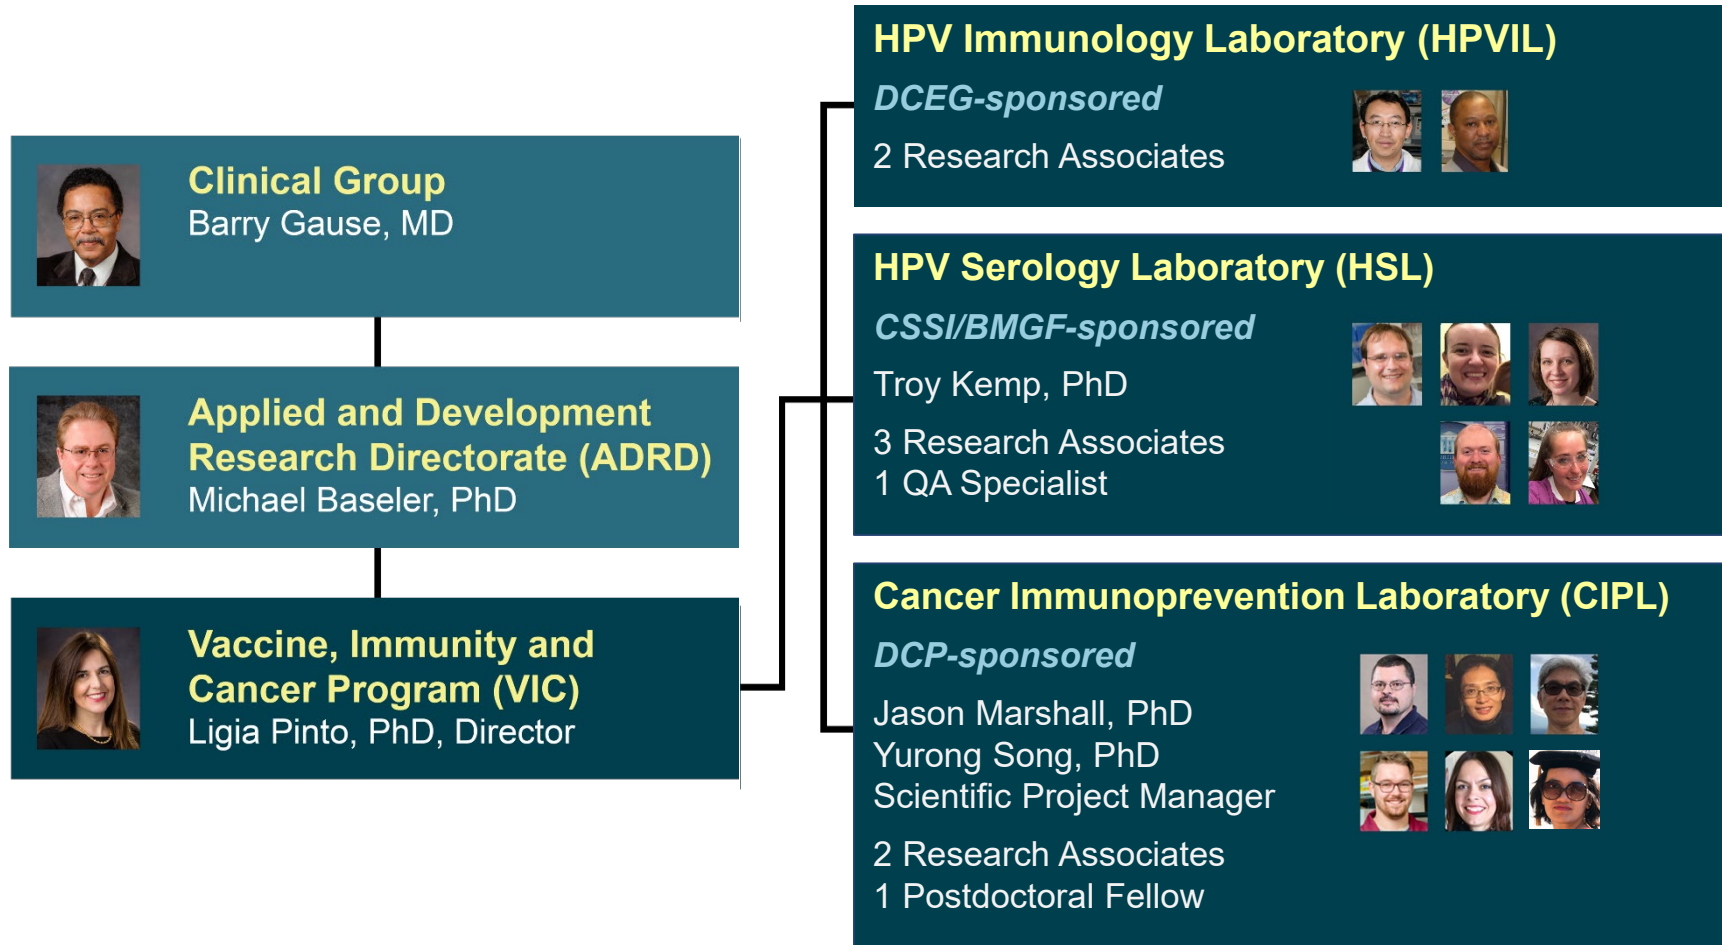 Clinical Group
Barry Gause, MD
Applied and Development
Research Directorate (ADRD)
Michael Baseler, PhD
Vaccine, Immunity and
Cancer Program (VIC)
Ligia Pinto, PhD, Director
HPV Immunology Laboratory (HPVIL)
DCEG-sponsored
2 Research Associates
HPV Serology Laboratory (HSL)
CSSI/BMGF-sponsored
Troy Kemp, PhD
3 Research Associates
1 QA Specialist
Cancer Immunoprevention Laboratory (CIPL)
DCP-sponsored
Jason Marshall, PhD
Yurong Song, PhD
Scientific Project Manager
2 Research Associates
1 Postdoctoral Fellow